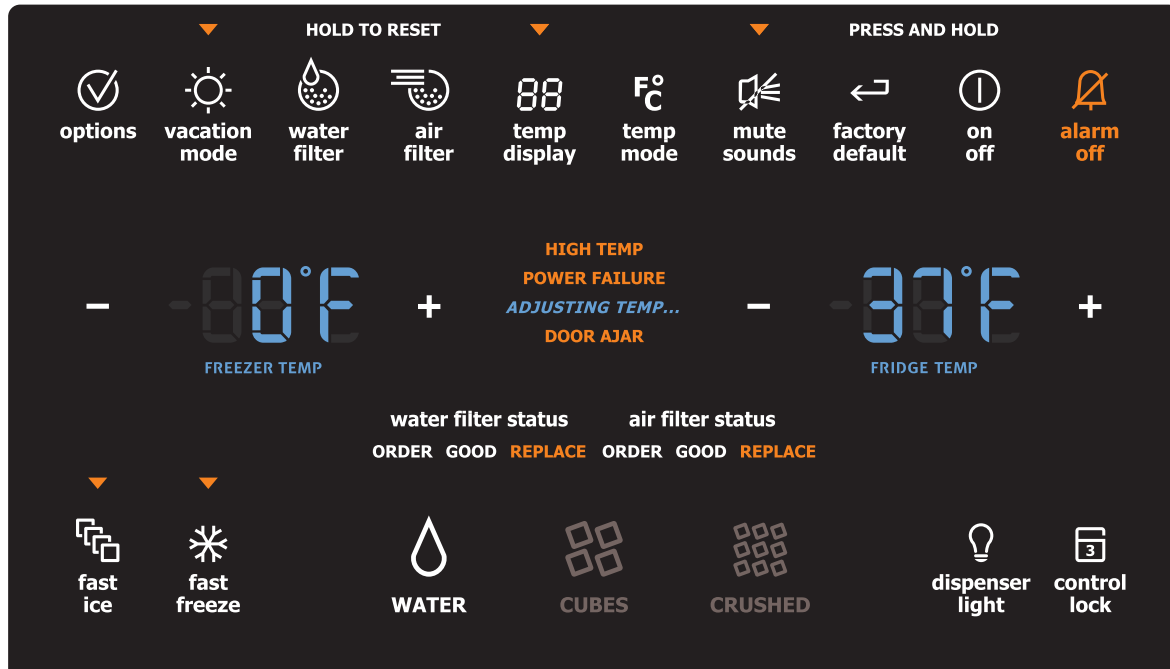 HOLD TO RESET
PRESS AND HOLD
88
F°C
options
vacation
mode
water
filter
air
filter
temp
display
temp
mode
mute
sounds
factory
default
on
off
alarm
off
HIGH TEMP
POWER FAILURE
ADJUSTING TEMP...
DOOR AJAR
- 0°F +
FREEZER TEMP
- 37°F +
FRIDGE TEMP
water filter status
ORDER GOOD REPLACE
air filter status
ORDER GOOD REPLACE
fast
ice
fast
freeze
WATER
CUBES
CRUSHED
dispenser
light
3
control
lock